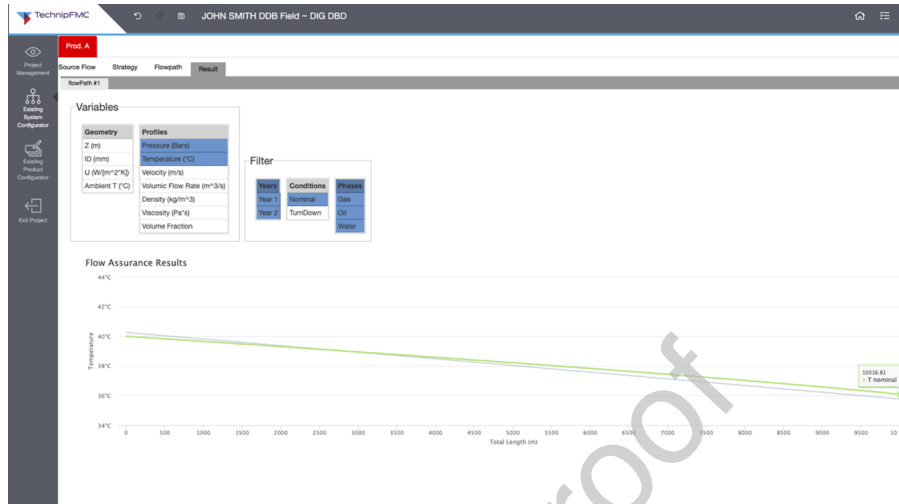 TechnipFMC
JOHN SMITH DDB Field ~ DIG DBD
Project
Management
Existing
System
Configurator
Existing
Product
Configurator
Exit Project
Prod. A
Source Flow Strategy Flowpath Result
flowPath #1
Variables
Geometry
Z (m)
ID (mm)
U (W/[m^2*K])
Ambient T (°C)
Profiles
Pressure (Bars)
Temperature (°C)
Velocity (m/s)
Volumic Flow Rate (m^3/s)
Density (kg/m^3)
Viscosity (Pa*s)
Volume Fraction
Filter
Years
Year 1
Year 2
Conditions
Nominal
TurnDown
Phases
Gas
Oil
Water
Flow Assurance Results
Temperature
44°C
42°C
40°C
38°C
36°C
34°C
10016.81
T nominal
0 500 1000 1500 2000 2500 3000 3500 4000 4500 5000 5500 6000 6500 7000 7500 8000 8500 9000 9500 10
Total Length (m)
roof